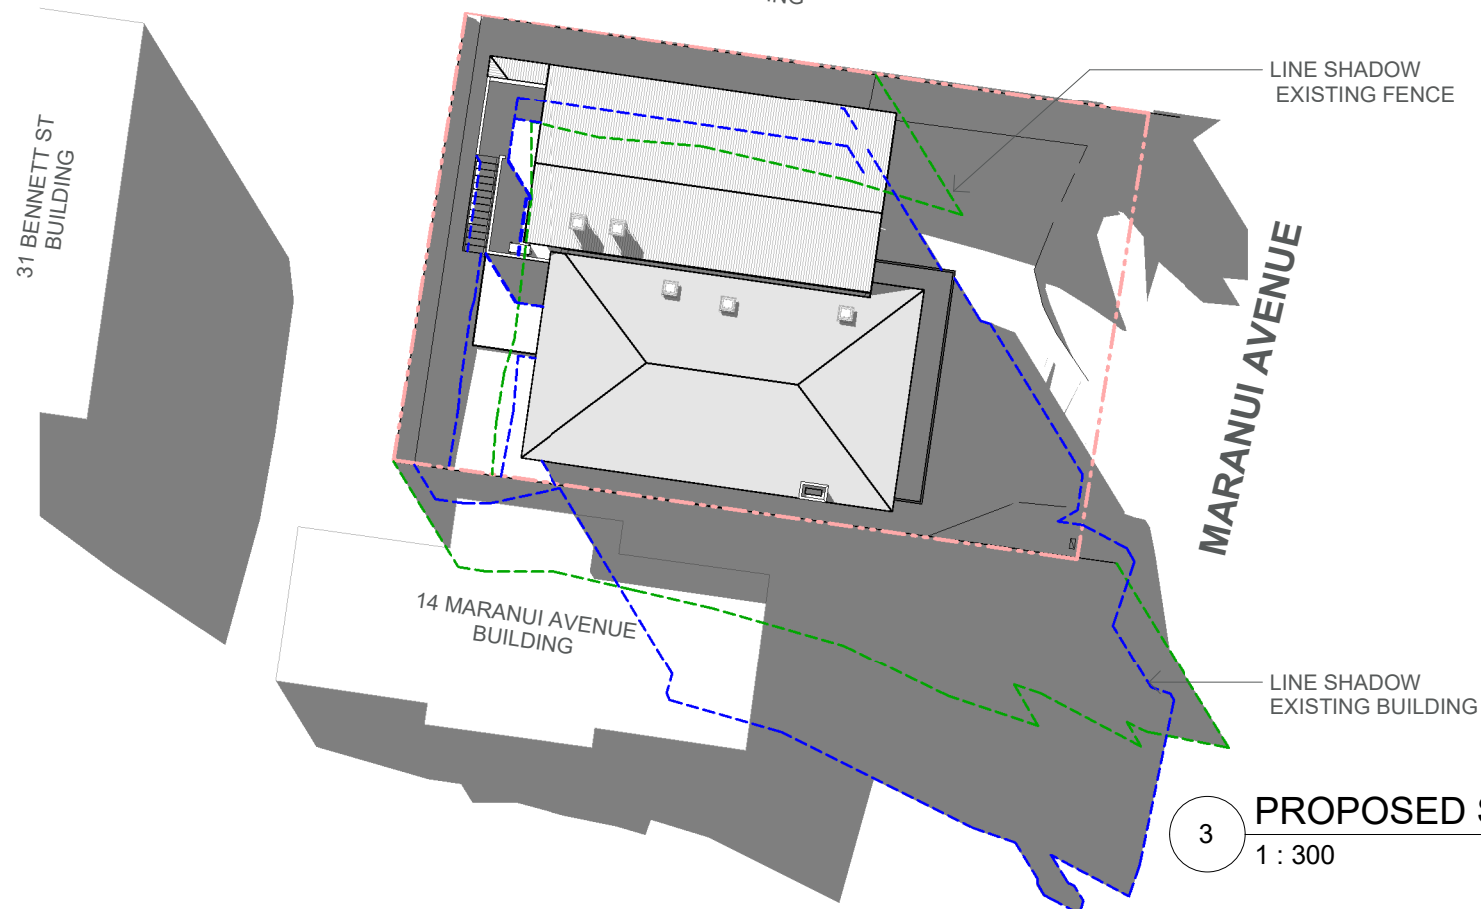 LINE SHADOW
EXISTING FENCE
31 BENNETT ST
BUILDING
MARANUI AVENUE
14 MARANUI AVENUE
BUILDING
LINE SHADOW
EXISTING BUILDING
3
PROPOSED
1 : 300